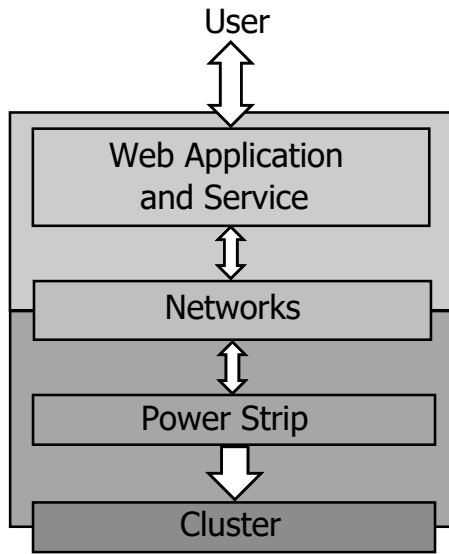 User
Web Application
and Service
Networks
Power Strip
Cluster